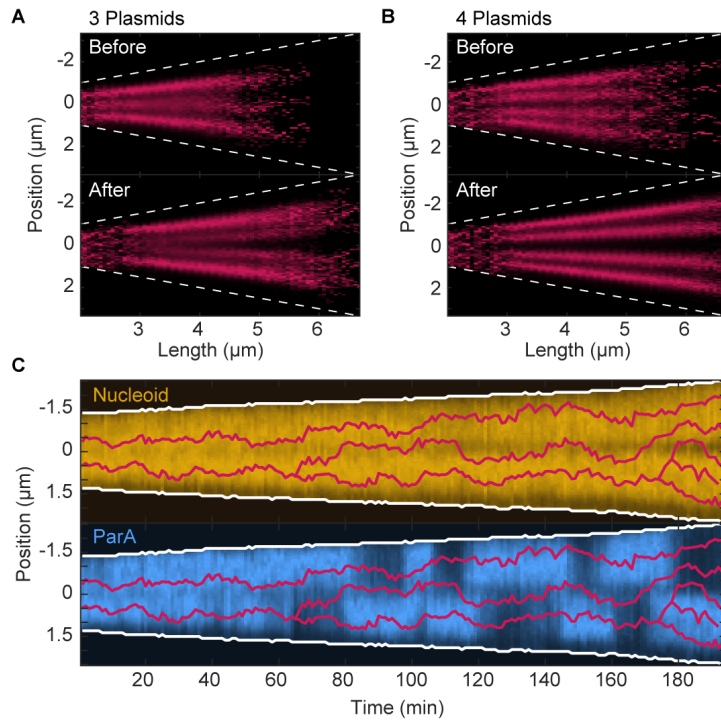 A 3 Plasmids
B 4 Plasmids
Before
Before
-2
0
2
-2
0
2
After
After
-2
0
2
-2
0
2
Position (µm)
Position (µm)
3 4 5 6
3 4 5 6
Length (µm)
Length (µm)
C
Nucleoid
-1.5
0
1.5
ParA
-1.5
0
1.5
Position (µm)
20 40 60 80 100 120 140 160 180
Time (min)